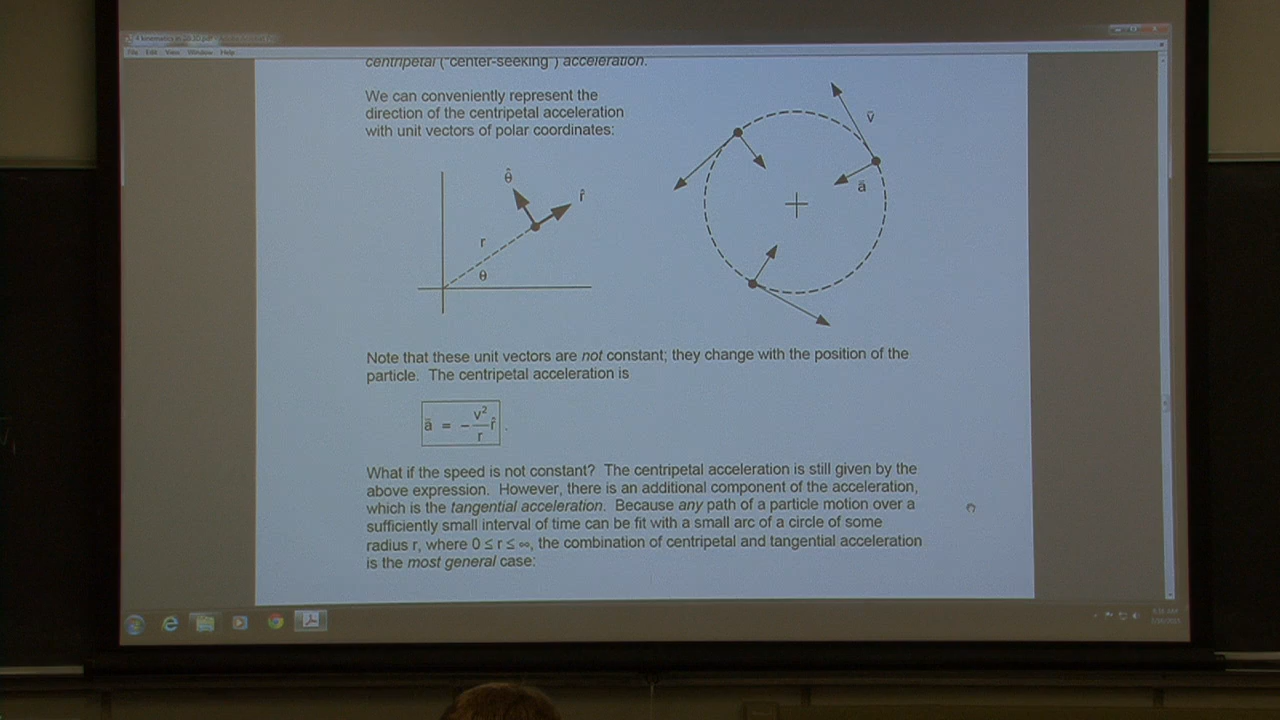 File Edit View Window Help
centripetal ("center-seeking") acceleration.
We can conveniently represent the
direction of the centripetal acceleration
with unit vectors of polar coordinates:
θ̂
r̂
r
θ
v̄
ā
Note that these unit vectors are not constant; they change with the position of the
particle. The centripetal acceleration is
ā = -v²/r r̂ .
What if the speed is not constant? The centripetal acceleration is still given by the
above expression. However, there is an additional component of the acceleration,
which is the tangential acceleration. Because any path of a particle motion over a
sufficiently small interval of time can be fit with a small arc of a circle of some
radius r, where 0 ≤ r ≤ ∞, the combination of centripetal and tangential acceleration
is the most general case: